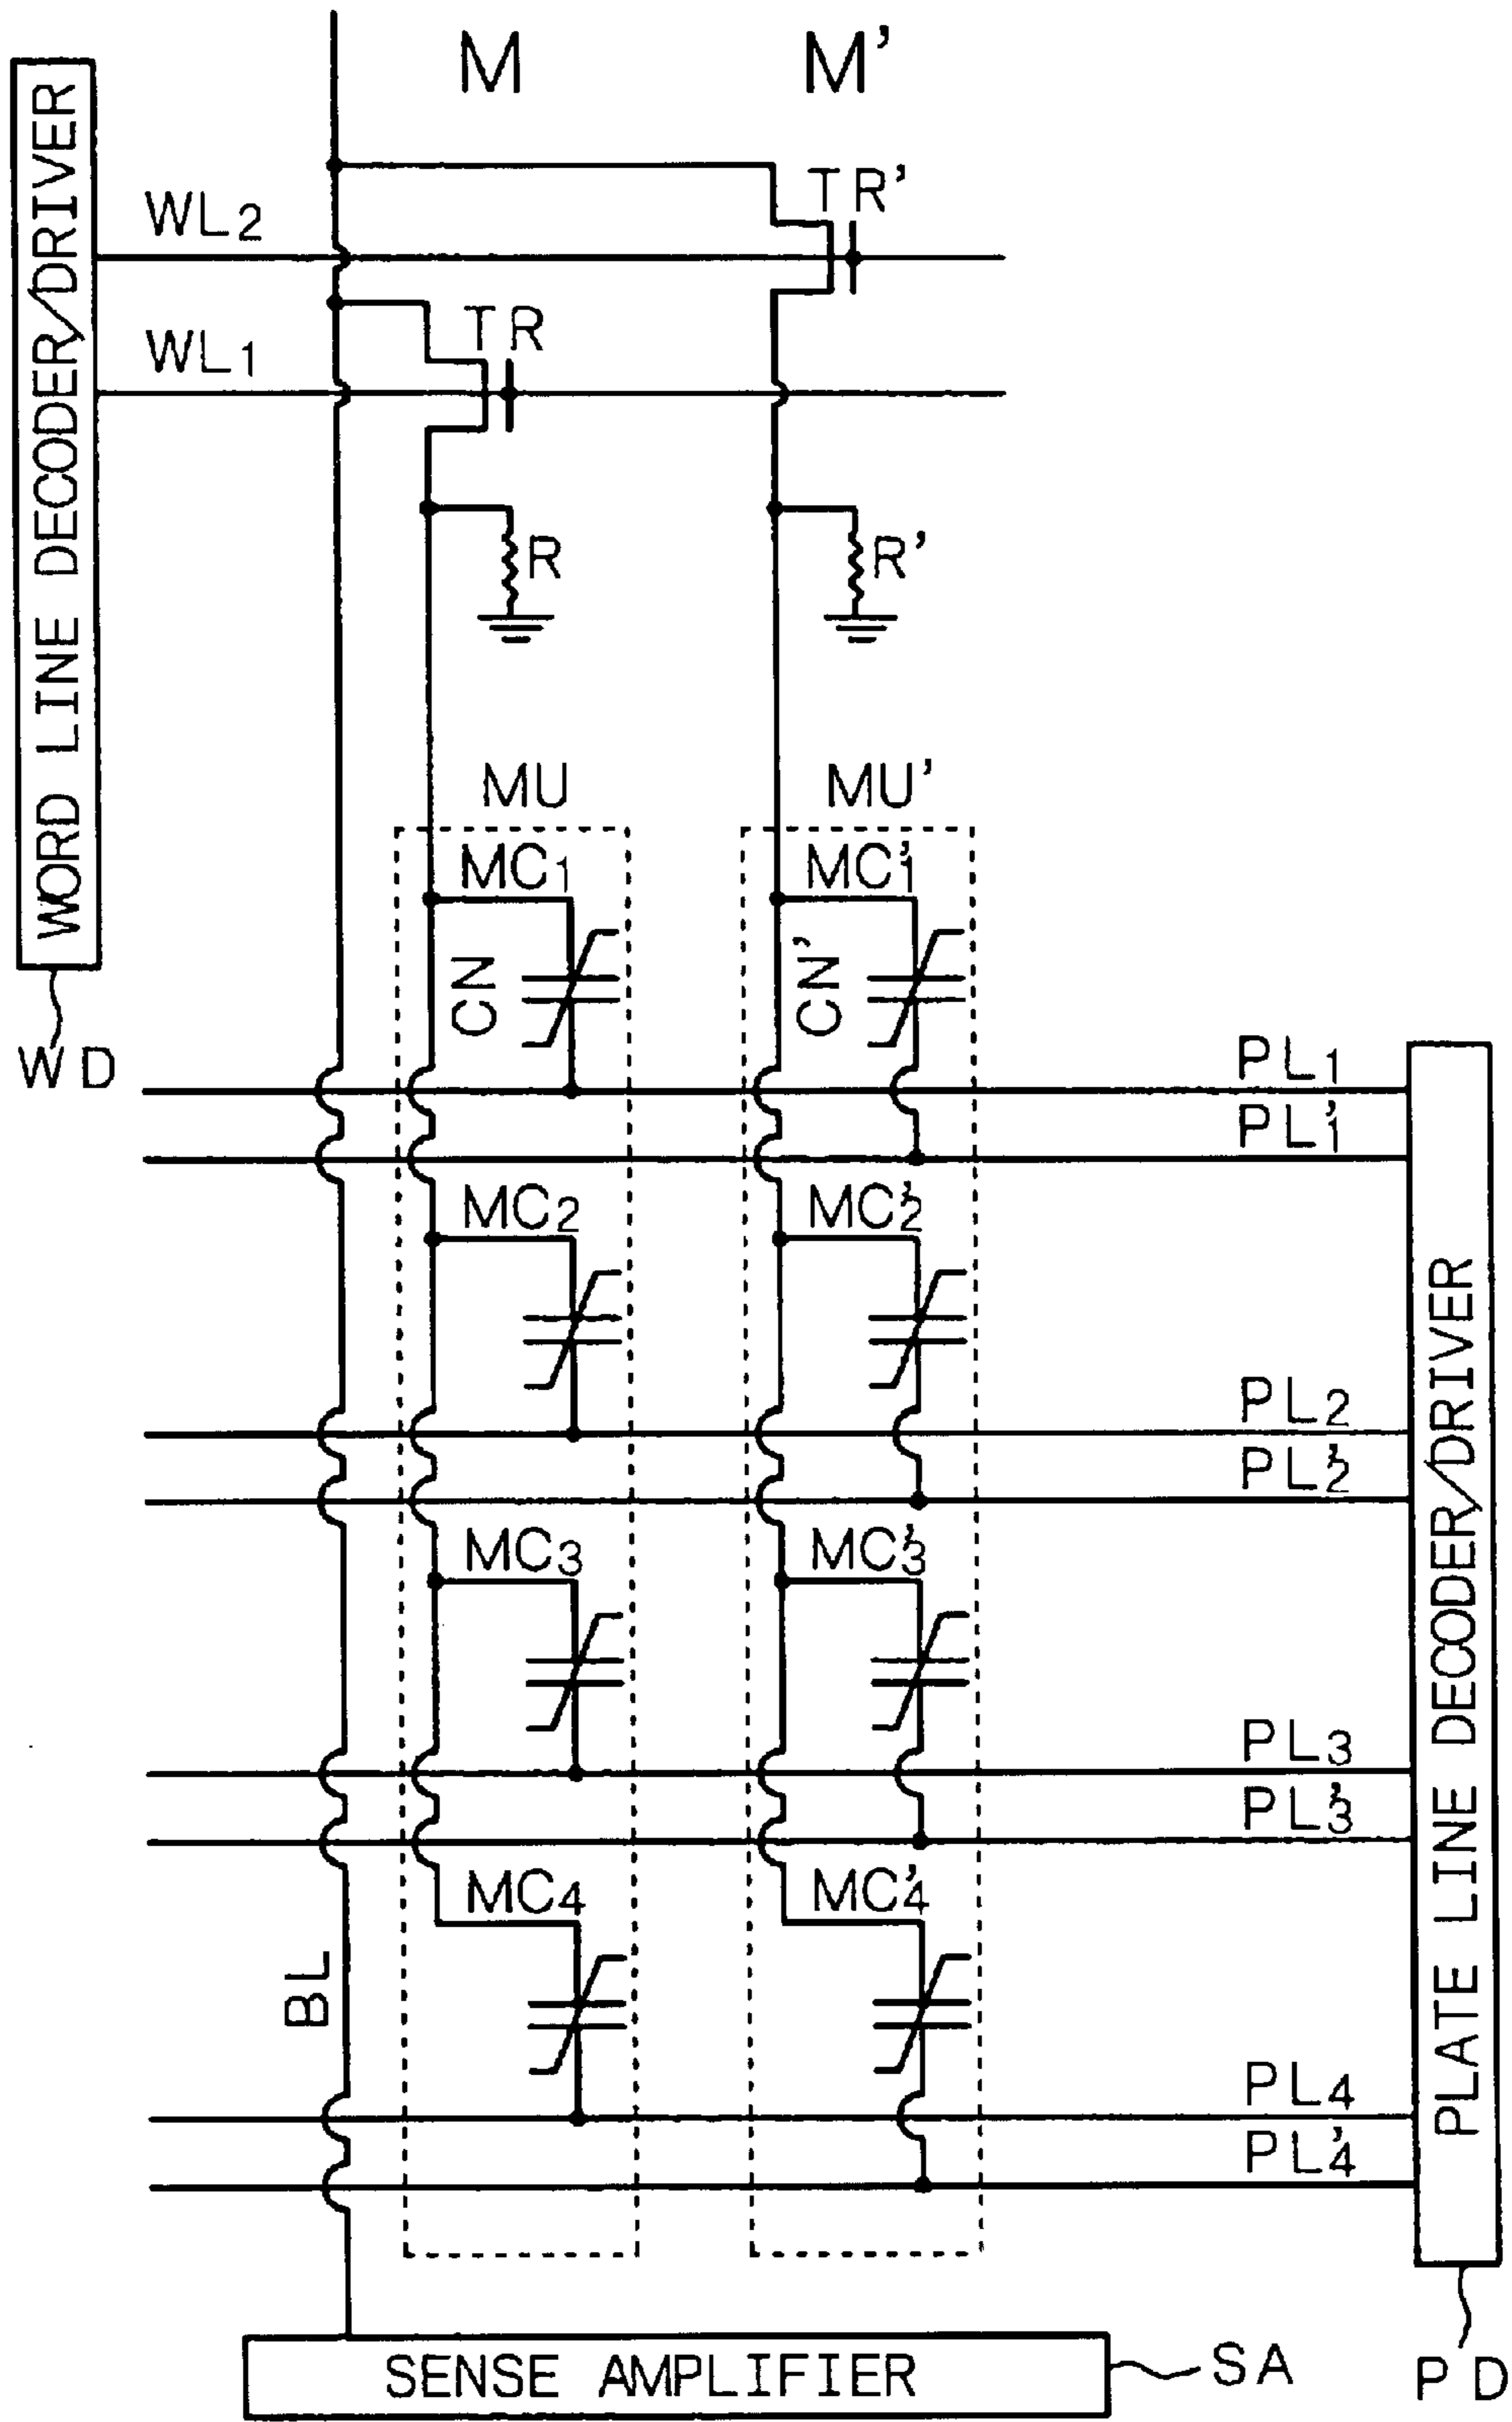 M M'
WORD LINE DECODER/DRIVER
WL2
TR'
WL1
TR
R
R'
MU
MU'
MC1
MC'1
CN
CN'
WD
PL1
PL'1
MC2
MC'2
PL2
PL'2
MC3
MC'3
PL3
PL'3
MC4
MC'4
BL
PL4
PL'4
PLATE LINE DECODER/DRIVER
SENSE AMPLIFIER
SA
PD